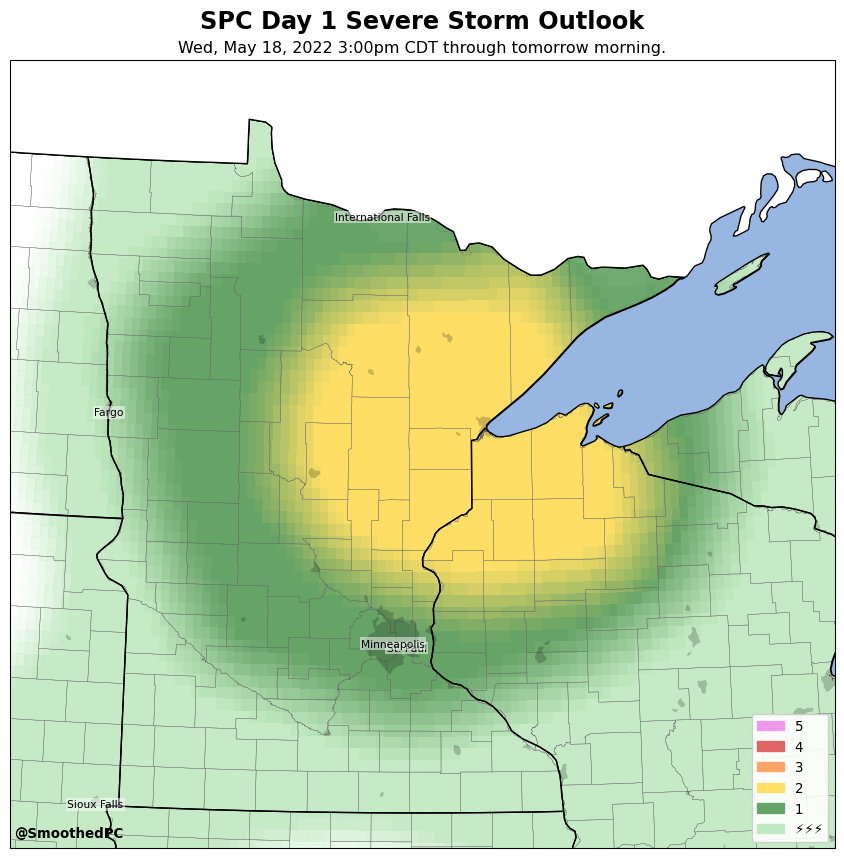 SPC Day 1 Severe Storm Outlook
Wed, May 18, 2022 3:00pm CDT through tomorrow morning.
International Falls
Fargo
Minneapolis
St. Paul
Sioux Falls
5
4
3
2
1
⚡⚡⚡
@SmoothedPC